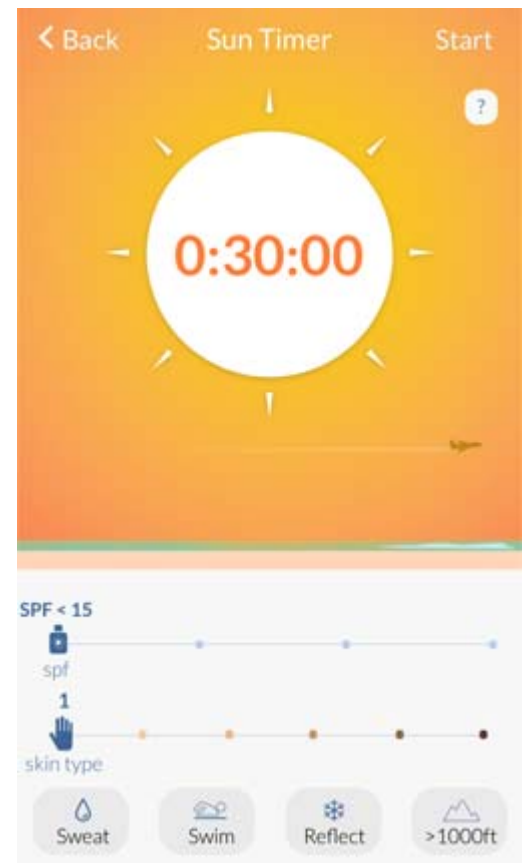 Back Sun Timer Start
?
0:30:00
SPF < 15
spf
1
skin type
Sweat Swim Reflect >1000ft